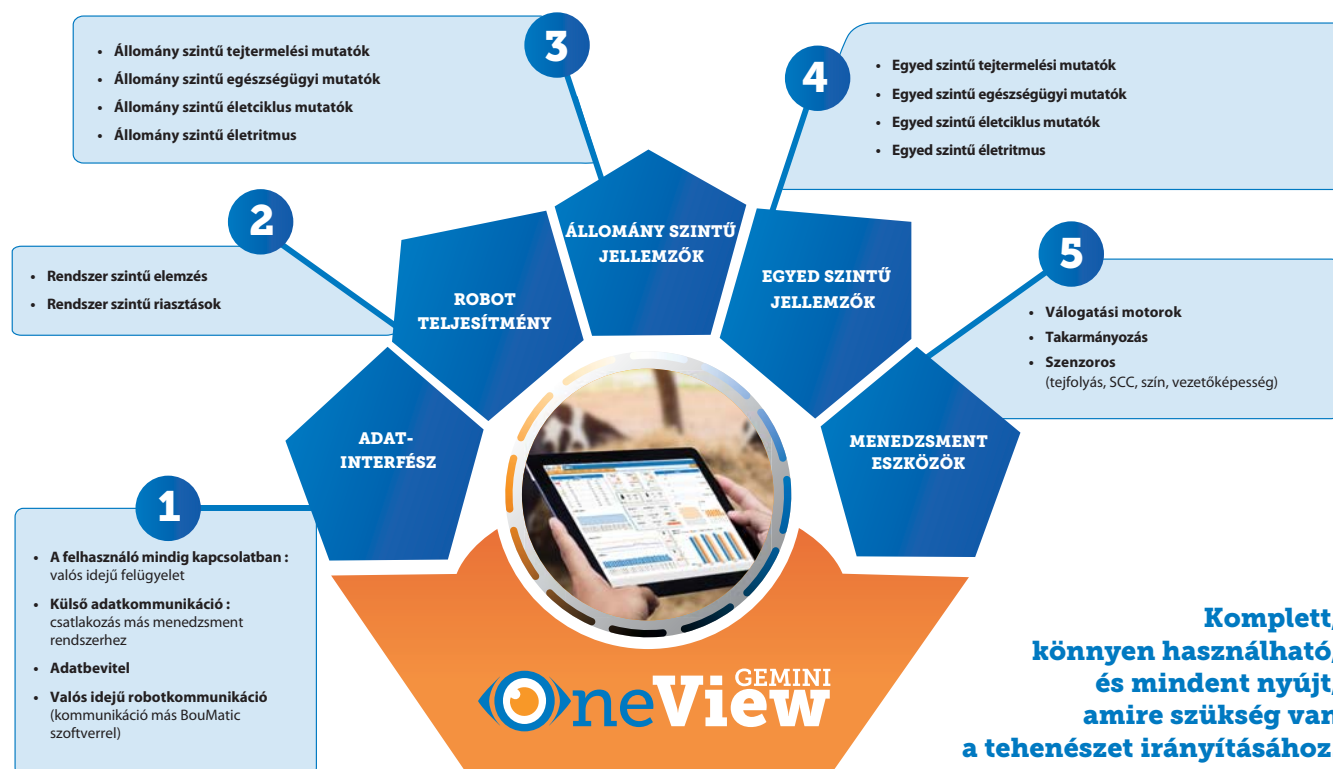 1
• A felhasználó mindig kapcsolatban :
valós idejű felügyelet
• Külső adatkommunikáció :
csatlakozás más menedzsment
rendszerhez
• Adatbevitel
• Valós idejű robotkommunikáció
(kommunikáció más BouMatic
szoftverrel)
ADAT-
INTERFÉSZ
2
• Rendszer szintű elemzés
• Rendszer szintű riasztások
ROBOT
TELJESÍTMÉNY
3
• Állomány szintű tejtermelési mutatók
• Állomány szintű egészségügyi mutatók
• Állomány szintű életciklus mutatók
• Állomány szintű életritmus
ÁLLOMÁNY SZINTŰ
JELLEMZŐK
4
• Egyed szintű tejtermelési mutatók
• Egyed szintű egészségügyi mutatók
• Egyed szintű életciklus mutatók
• Egyed szintű életritmus
EGYED SZINTŰ
JELLEMZŐK
5
• Válogatási motorok
• Takarmányozás
• Szenzoros
(tejfolyás, SCC, szín, vezetőképesség)
MENEDZSMENT
ESZKÖZÖK
GEMINI
OneView
Komplett,
könnyen használható,
és mindent nyújt,
amire szükség van
a tehenészet irányításához